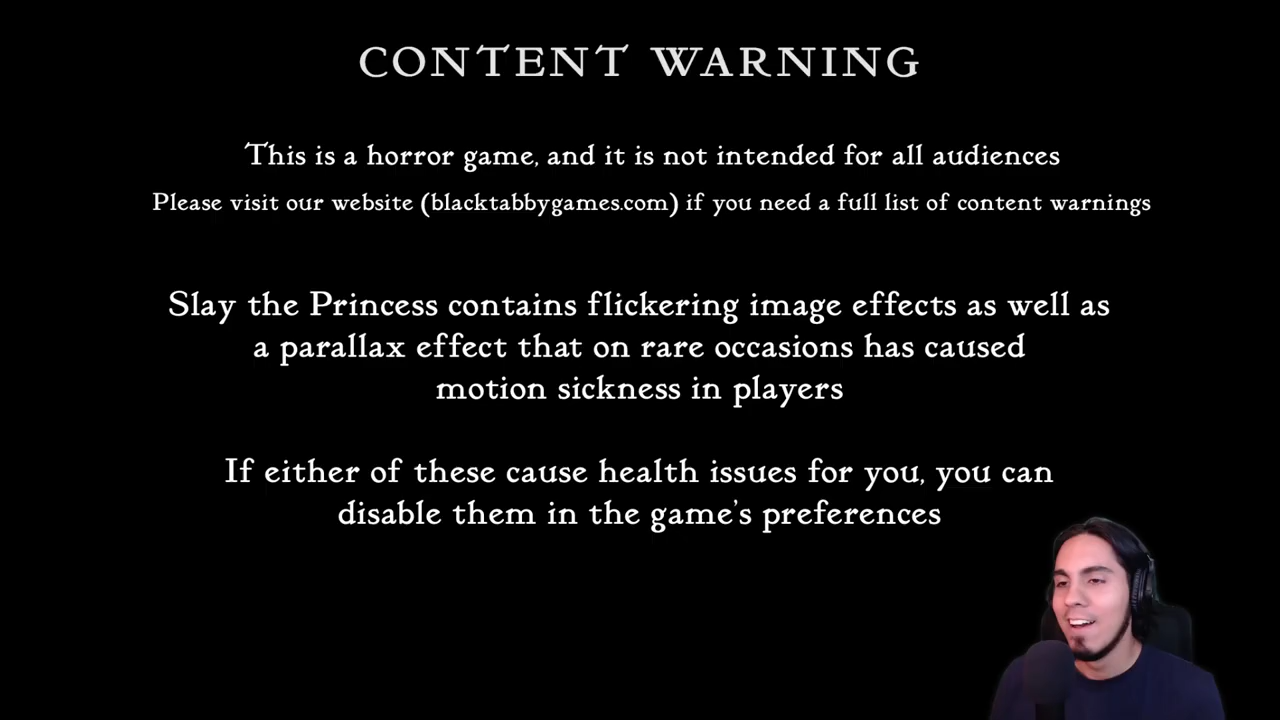 CONTENT WARNING
This is a horror game, and it is not intended for all audiences
Please visit our website (blacktabbygames.com) if you need a full list of content warnings
Slay the Princess contains flickering image effects as well as
a parallax effect that on rare occasions has caused
motion sickness in players
If either of these cause health issues for you, you can
disable them in the game's preferences